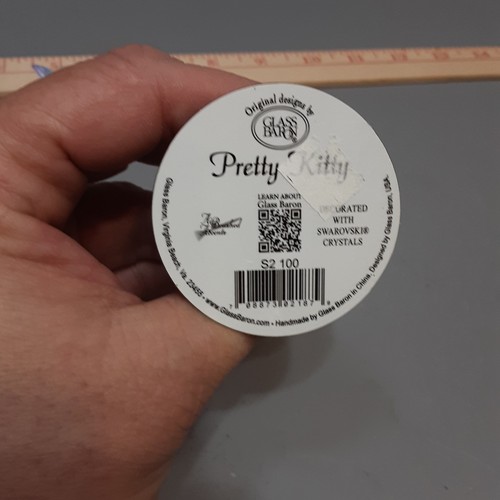 Original designs by
GLASS
BARON
Pretty Kitty
LEARN ABOUT
Glass Baron
WITH
SWAROVSKI®
CRYSTALS
S2 100
Glass Baron, Virginia Beach, Va. 23455 - www.GlassBaron.com - Handmade by Glass Baron in China, Designed by Glass Baron, USA.